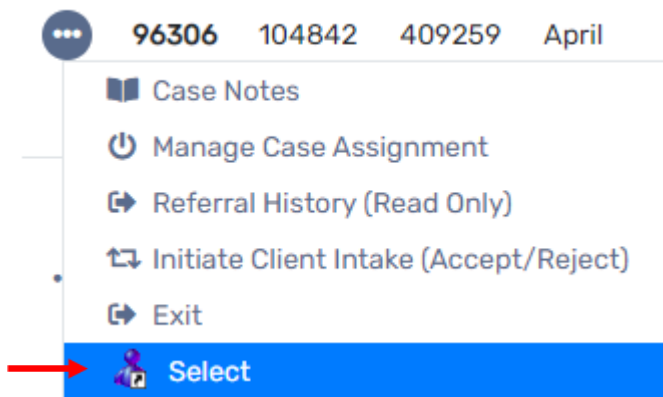 96306 104842 409259 April
Case Notes
Manage Case Assignment
Referral History (Read Only)
Initiate Client Intake (Accept/Reject)
Exit
Select